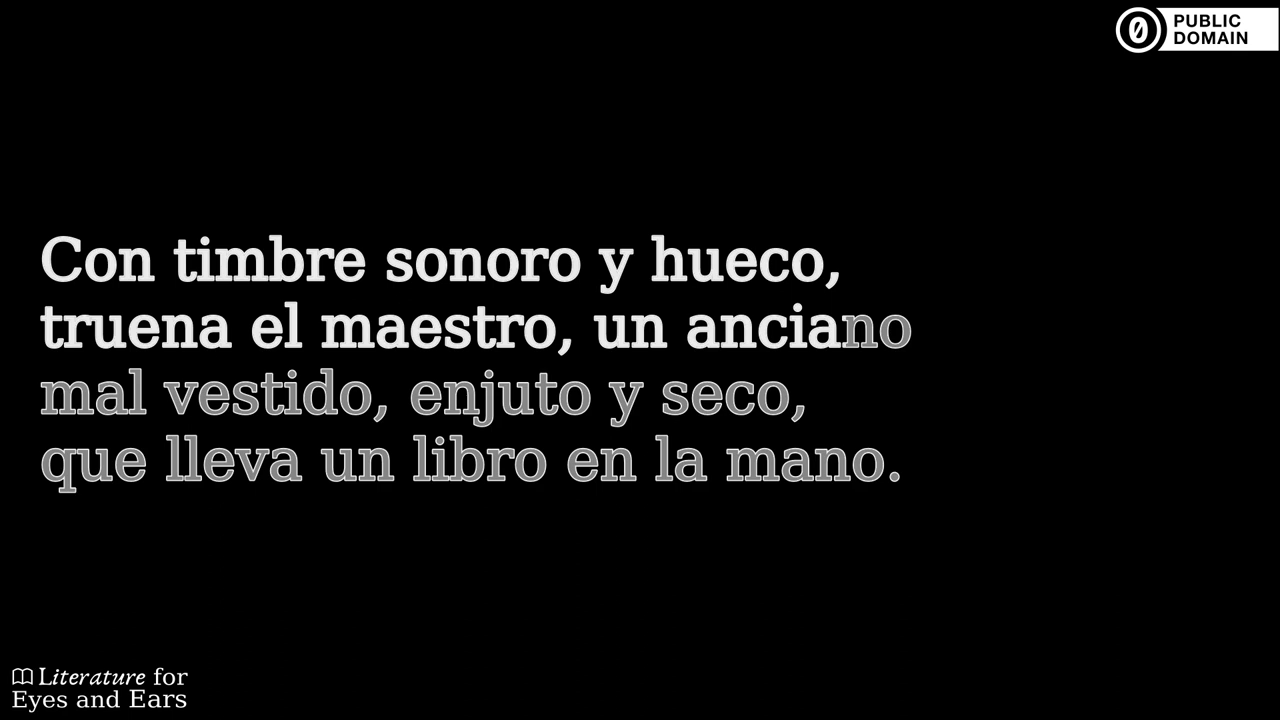 PUBLIC
DOMAIN
Con timbre sonoro y hueco,
truena el maestro, un anciano
mal vestido, enjuto y seco,
que lleva un libro en la mano.
Literature for
Eyes and Ears